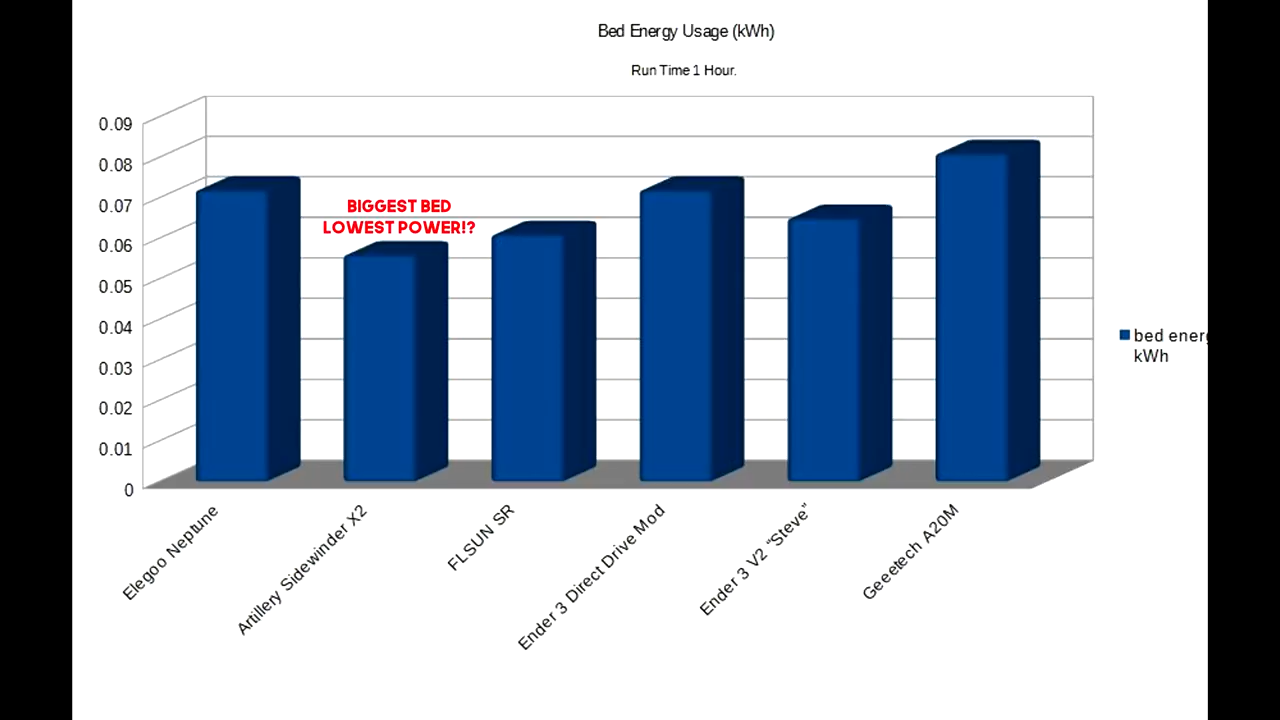 Bed Energy Usage (kWh)
Run Time 1 Hour.
0.09
0.08
0.07
0.06
0.05
0.04
0.03
0.02
0.01
0
BIGGEST BED
LOWEST POWER!?
bed energ
kWh
Elegoo Neptune
Artillery Sidewinder X2
FLSUN SR
Ender 3 Direct Drive Mod
Ender 3 V2 "Steve"
Geeetech A20M